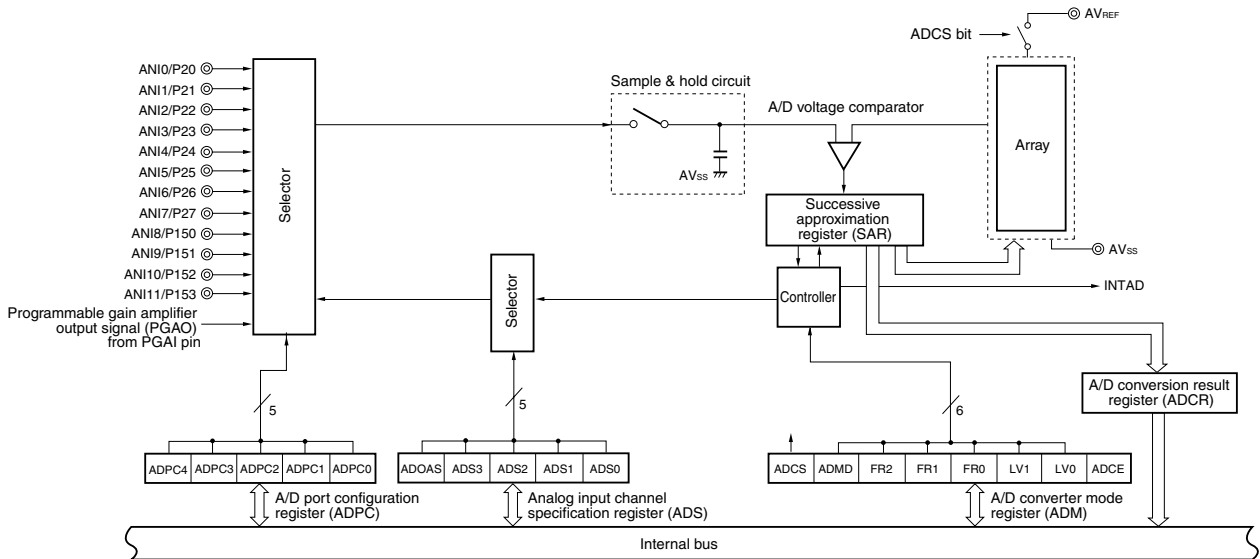 AVREF
ADCS bit
ANI0/P20
ANI1/P21
ANI2/P22
ANI3/P23
ANI4/P24
ANI5/P25
ANI6/P26
ANI7/P27
ANI8/P150
ANI9/P151
ANI10/P152
ANI11/P153
Programmable gain amplifier
output signal (PGAO)
from PGAI pin
Selector
Sample & hold circuit
AVSS
A/D voltage comparator
Array
AVSS
Successive
approximation
register (SAR)
Controller
INTAD
Selector
A/D conversion result
register (ADCR)
5
5
6
ADPC4 ADPC3 ADPC2 ADPC1 ADPC0
ADOAS ADS3 ADS2 ADS1 ADS0
ADCS ADMD FR2 FR1 FR0 LV1 LV0 ADCE
A/D port configuration
register (ADPC)
Analog input channel
specification register (ADS)
A/D converter mode
register (ADM)
Internal bus